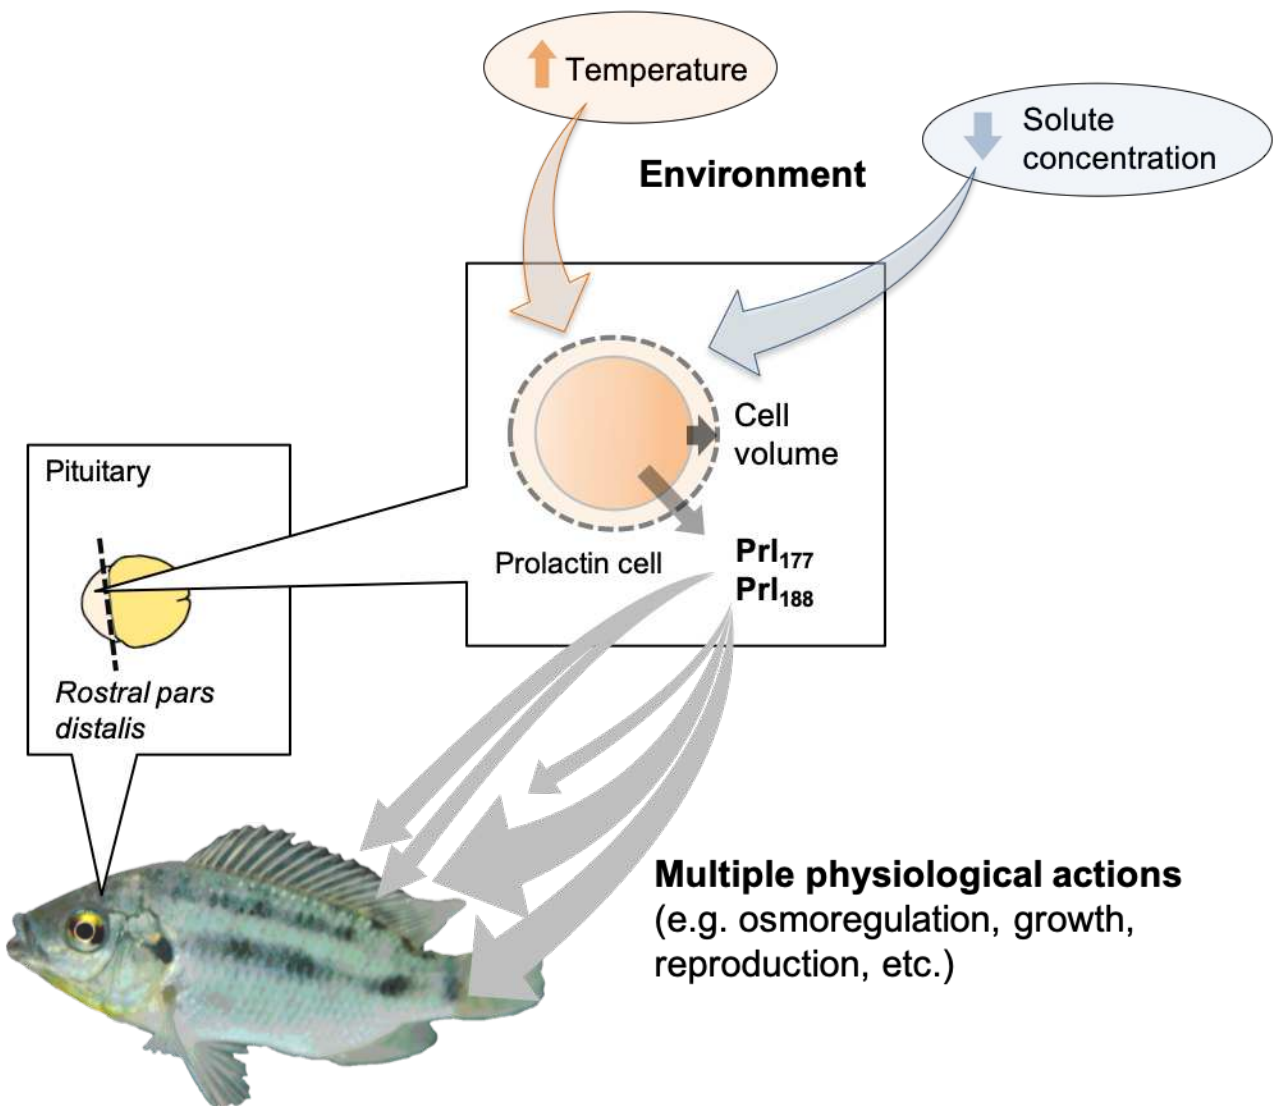 Temperature
Solute
concentration
Environment
Cell
volume
Pituitary
Prolactin cell
Prl177
Prl188
Rostral pars
distalis
Multiple physiological actions
(e.g. osmoregulation, growth,
reproduction, etc.)